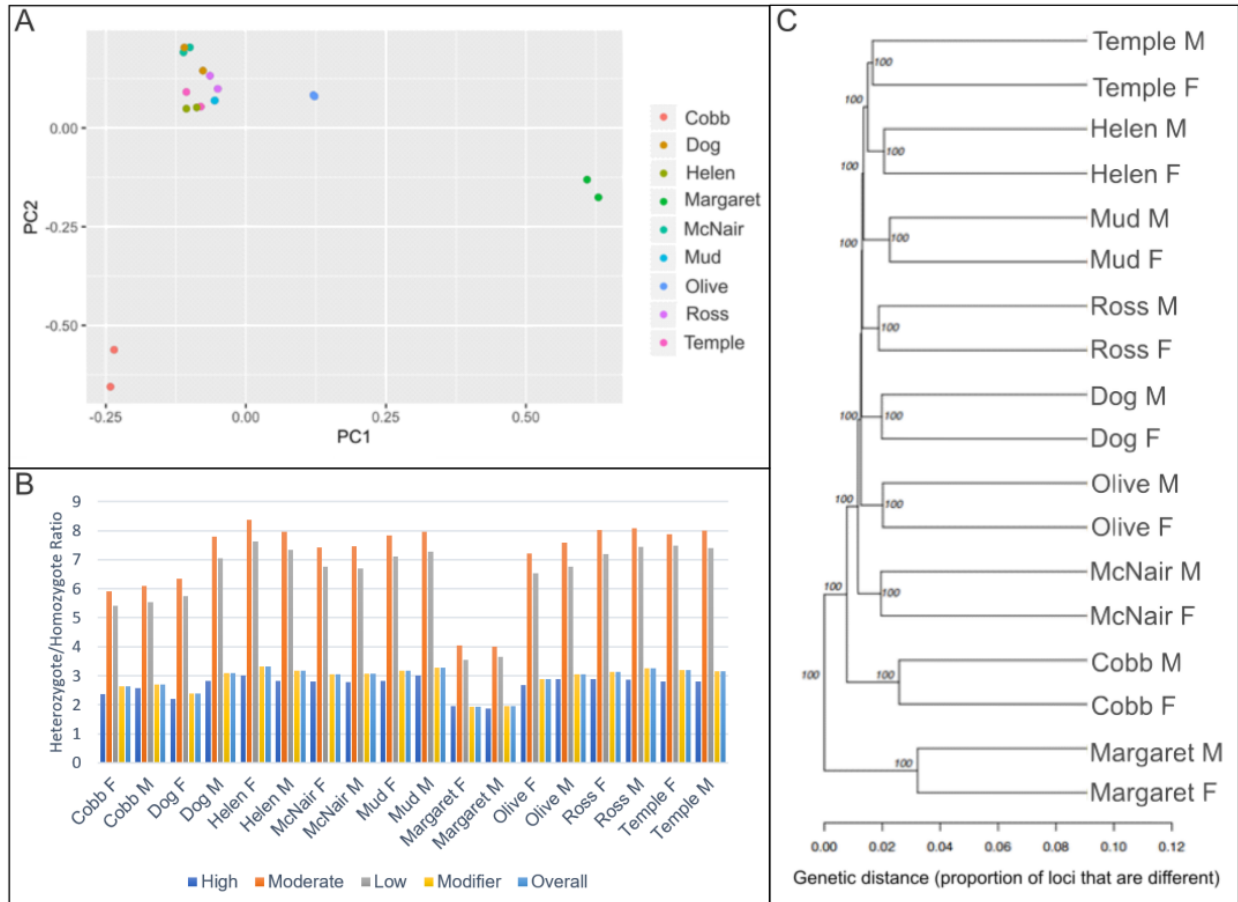 A
0.00
-0.25
-0.50
PC2
-0.25
0.00
0.25
0.50
PC1
Cobb
Dog
Helen
Margaret
McNair
Mud
Olive
Ross
Temple
B
9
8
7
6
5
4
3
2
1
0
Heterozygote/Homozygote Ratio
Cobb F
Cobb M
Dog F
Dog M
Helen F
Helen M
McNair F
McNair M
Mud F
Mud M
Margaret F
Margaret M
Olive F
Olive M
Ross F
Ross M
Temple F
Temple M
High Moderate Low Modifier Overall
C
Temple M
100
Temple F
100
Helen M
100
Helen F
100
Mud M
100
Mud F
100
Ross M
100
Ross F
Dog M
100
100
Dog F
Olive M
100
100
Olive F
McNair M
100
100
McNair F
Cobb M
100
100
Cobb F
Margaret M
100
Margaret F
0.00 0.02 0.04 0.06 0.08 0.10 0.12
Genetic distance (proportion of loci that are different)